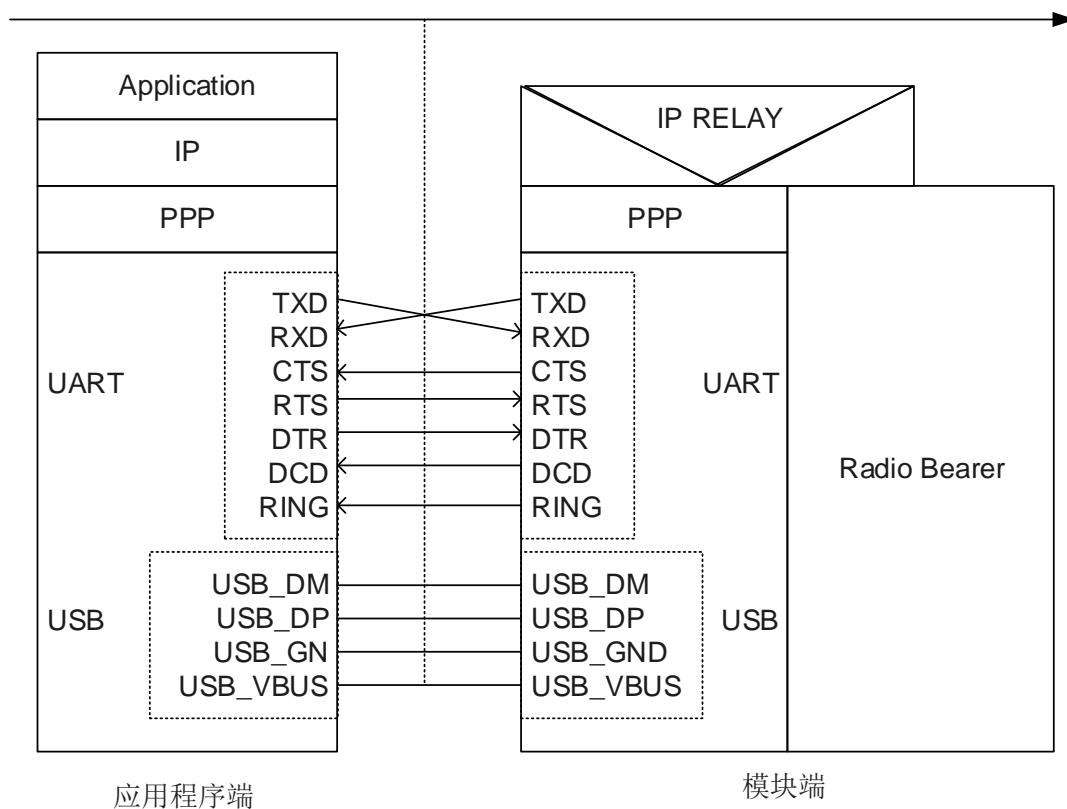 Application
IP
PPP
UART
TXD
RXD
CTS
RTS
DTR
DCD
RING
USB
USB_DM
USB_DP
USB_GN
USB_VBUS
应用程序端
IP RELAY
PPP
TXD
RXD
CTS
RTS
DTR
DCD
RING
UART
USB_DM
USB_DP
USB_GND
USB_VBUS
USB
Radio Bearer
模块端